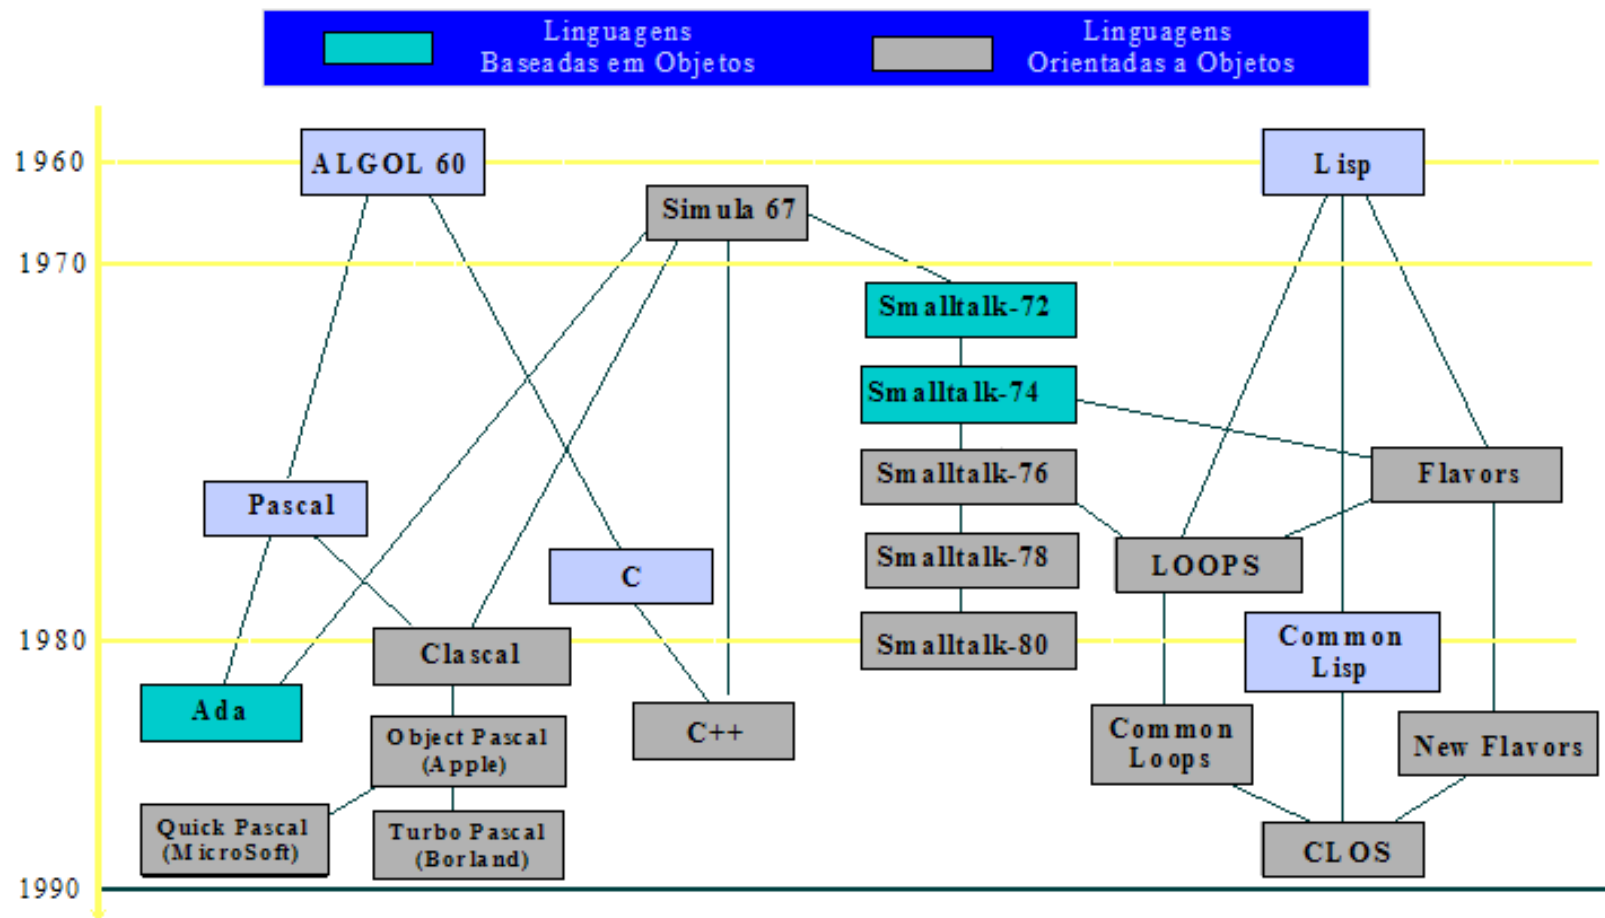 Linguagens
Baseadas em Objetos
Linguagens
Orientadas a Objetos
1960
ALGOL 60
Lisp
Simula 67
1970
Smalltalk-72
Smalltalk-74
Smalltalk-76
Flavors
Pascal
Smalltalk-78
LOOPS
C
1980
Clascal
Smalltalk-80
Common
Lisp
Ada
Object Pascal
(Apple)
C++
Common
Loops
New Flavors
Quick Pascal
(MicroSoft)
Turbo Pascal
(Borland)
CLOS
1990